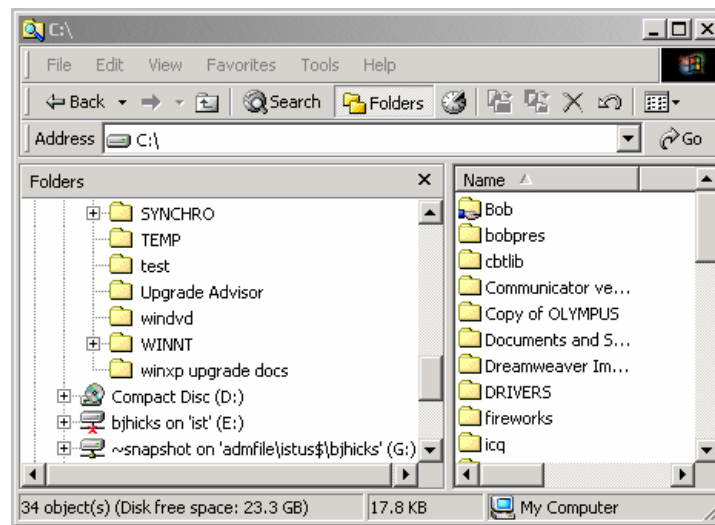 C:\
File Edit View Favorites Tools Help
Back Search Folders
Address C:\ Go
Folders
SYNCHRO
TEMP
test
Upgrade Advisor
windvd
WINNT
winxp upgrade docs
Compact Disc (D:)
bjhicks on 'ist' (E:)
~snapshot on 'admfile\istus$\bjhicks' (G:)
Name
Bob
bobpres
cbtlib
Communicator ve...
Copy of OLYMPUS
Documents and S...
Dreamweaver Im...
DRIVERS
fireworks
icq
34 object(s) (Disk free space: 23.3 GB) 17.8 KB My Computer